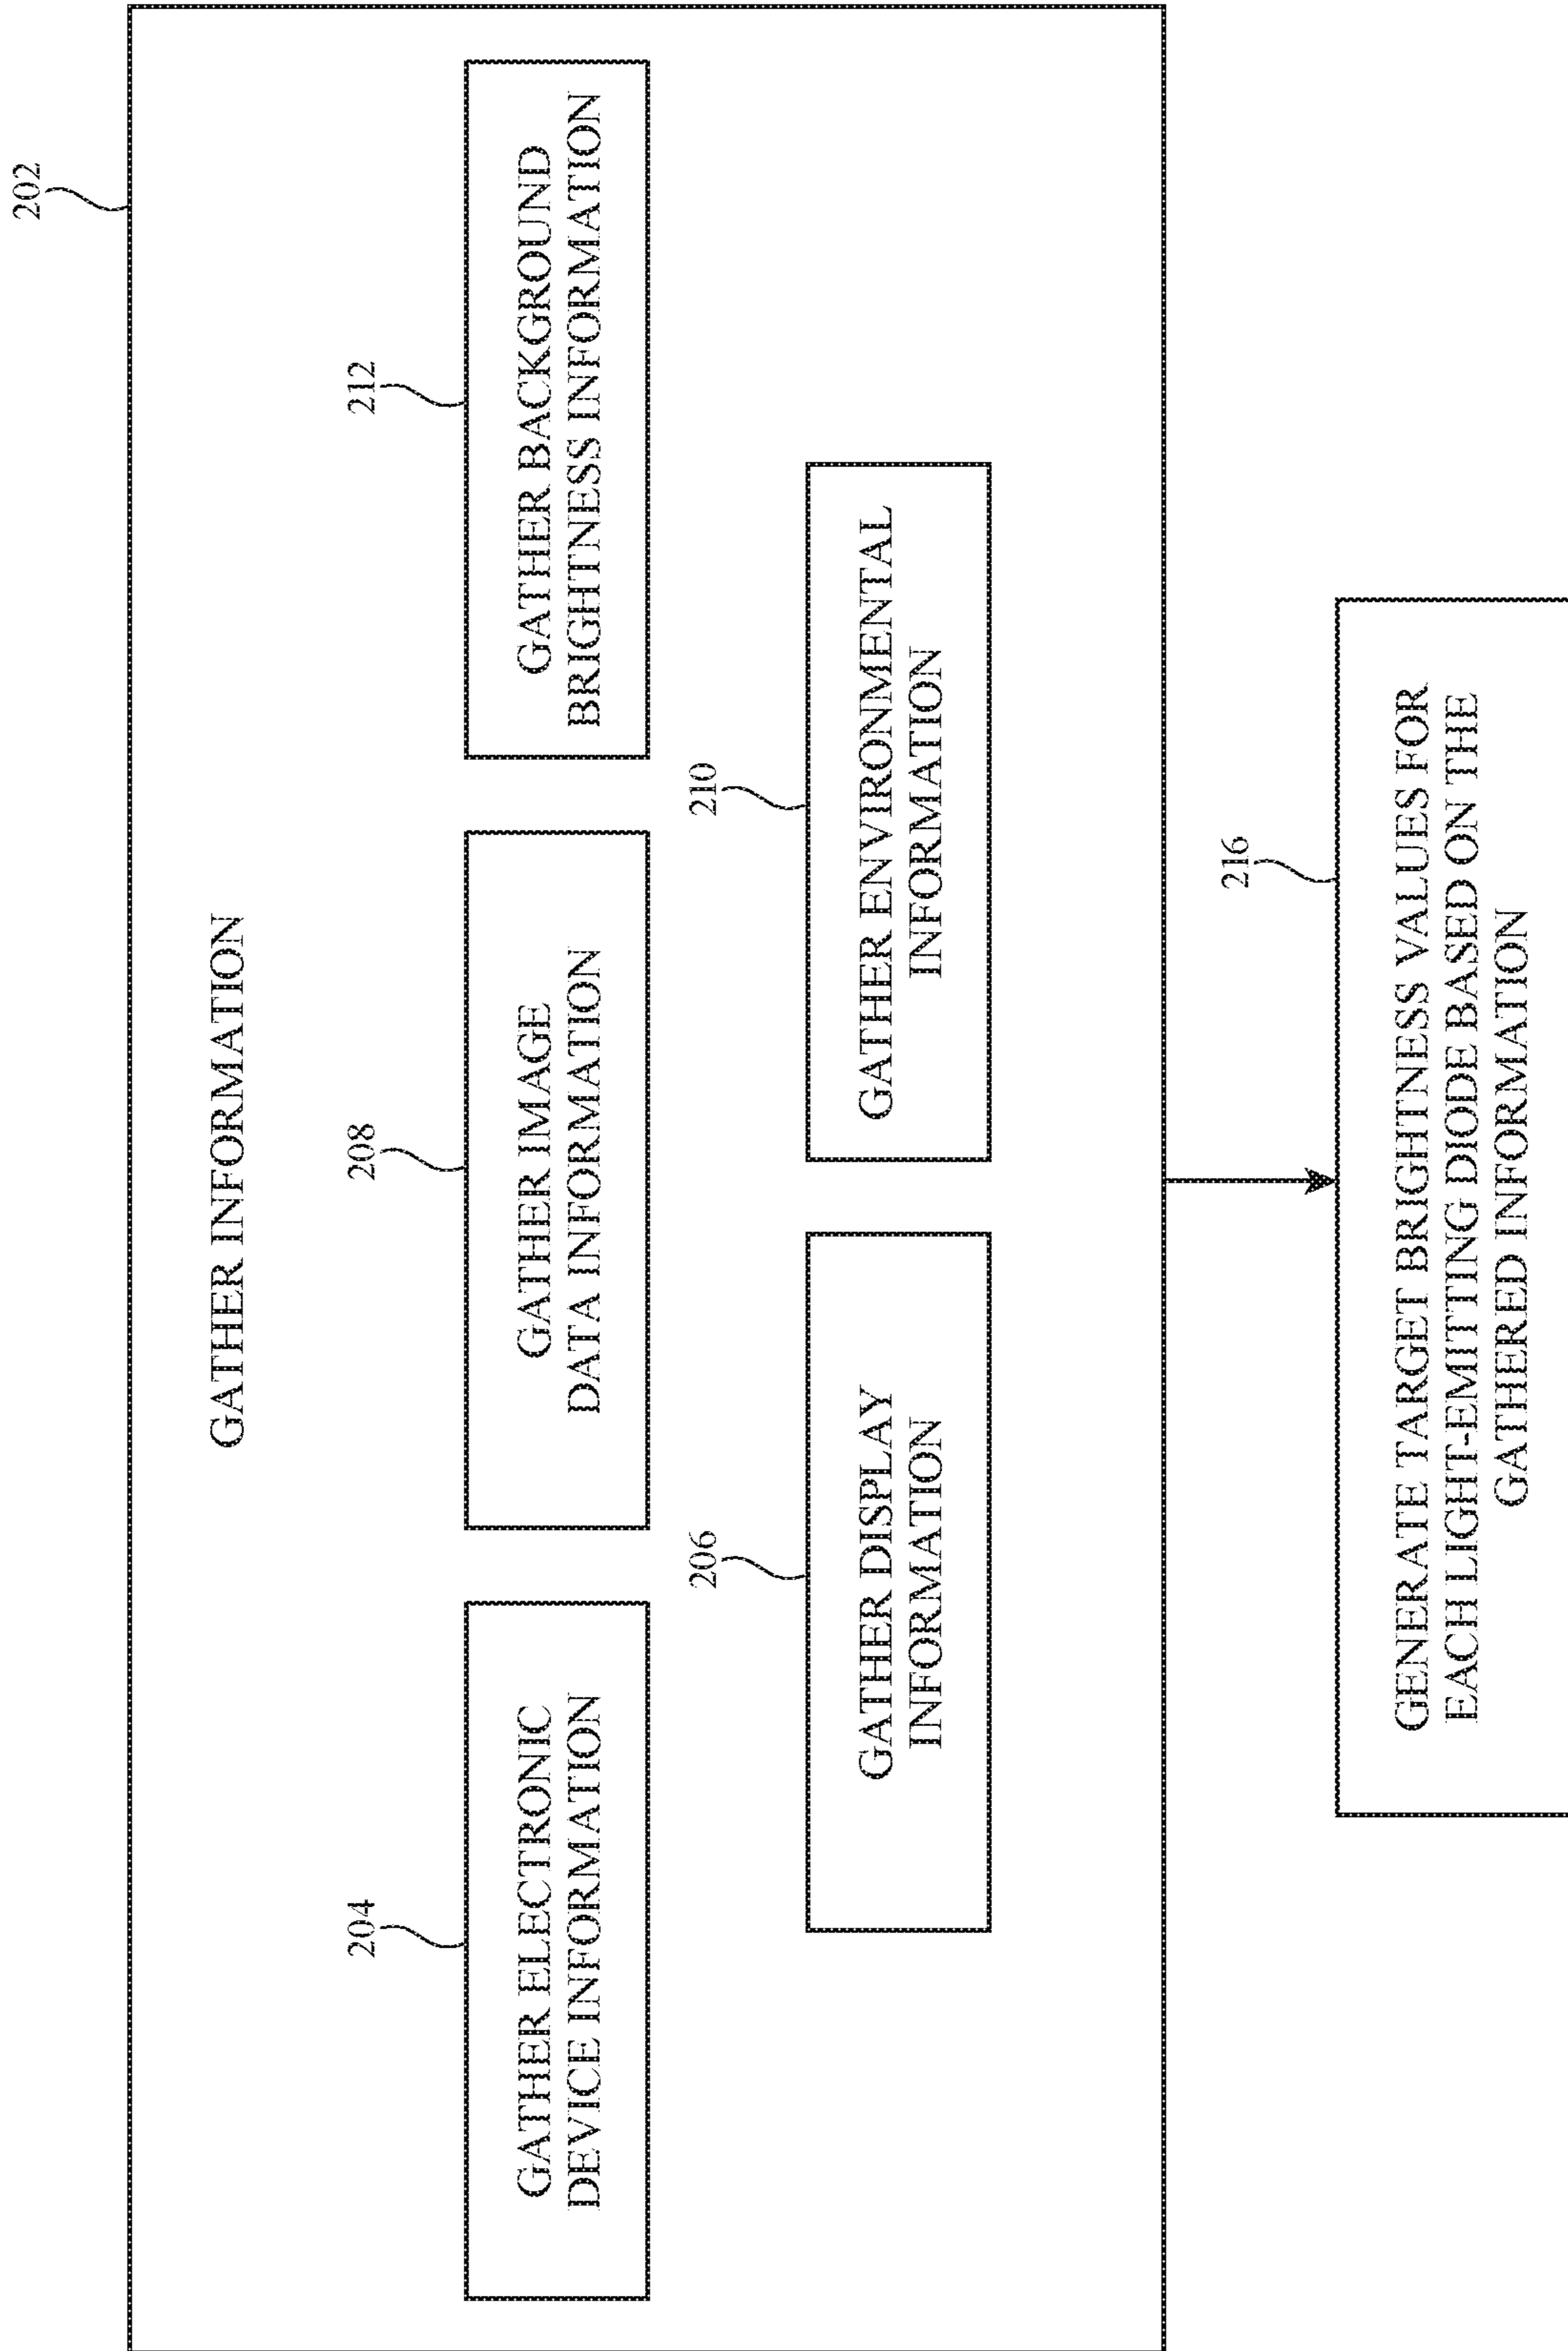 202
GATHER INFORMATION
204
GATHER ELECTRONIC
DEVICE INFORMATION
208
GATHER IMAGE
DATA INFORMATION
212
GATHER BACKGROUND
BRIGHTNESS INFORMATION
206
GATHER DISPLAY
INFORMATION
210
GATHER ENVIRONMENTAL
INFORMATION
216
GENERATE TARGET BRIGHTNESS VALUES FOR
EACH LIGHT-EMITTING DIODE BASED ON THE
GATHERED INFORMATION